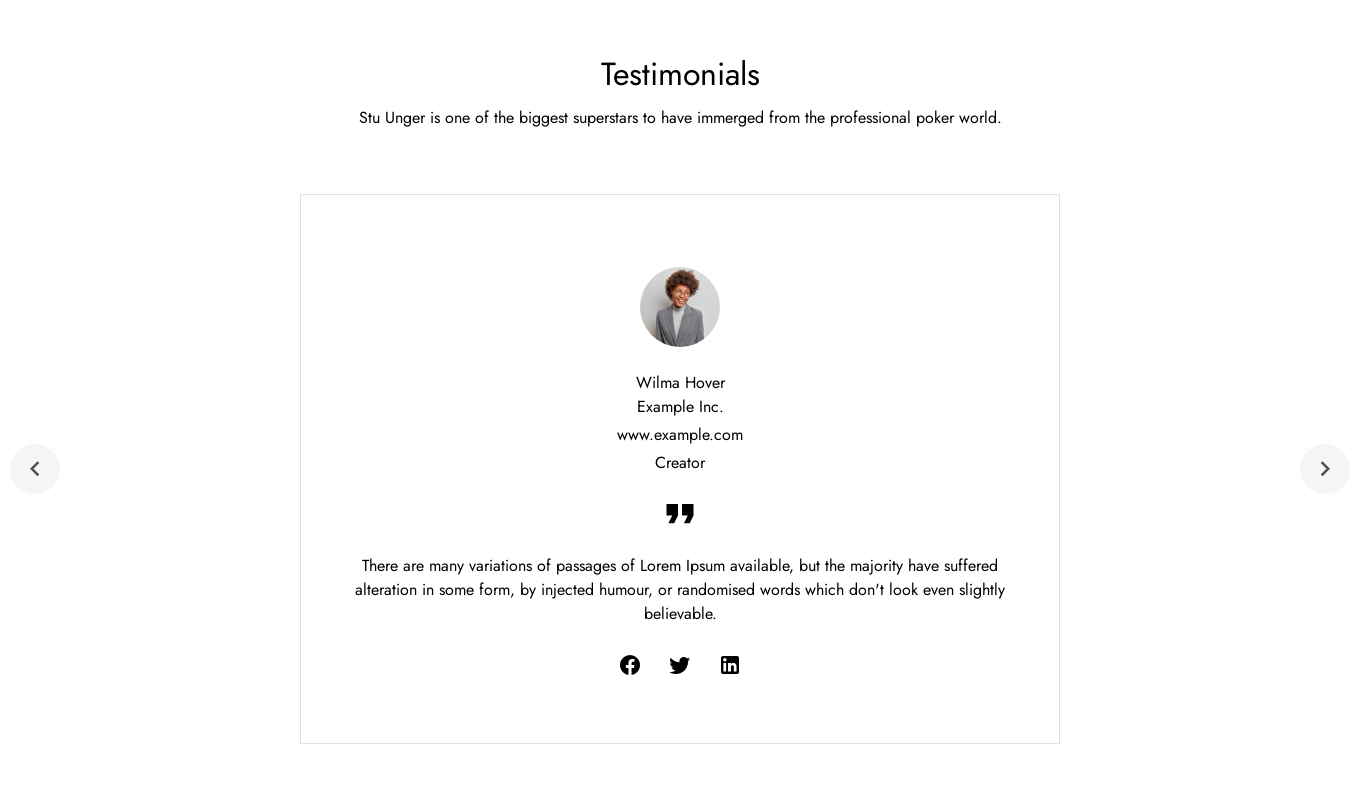 Testimonials
Stu Unger is one of the biggest superstars to have immerged from the professional poker world.
Wilma Hover
Example Inc.
www.example.com
Creator
There are many variations of passages of Lorem Ipsum available, but the majority have suffered
alteration in some form, by injected humour, or randomised words which don't look even slightly
believable.